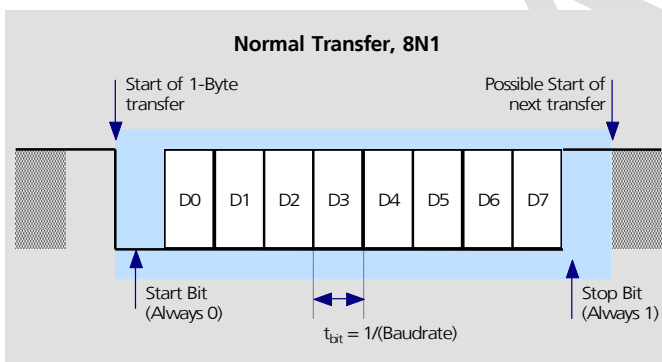 Normal Transfer, 8N1
Start of 1-Byte
transfer
Possible Start of
next transfer
D0 D1 D2 D3 D4 D5 D6 D7
Start Bit
(Always 0)
Stop Bit
(Always 1)
tbit = 1/(Baudrate)